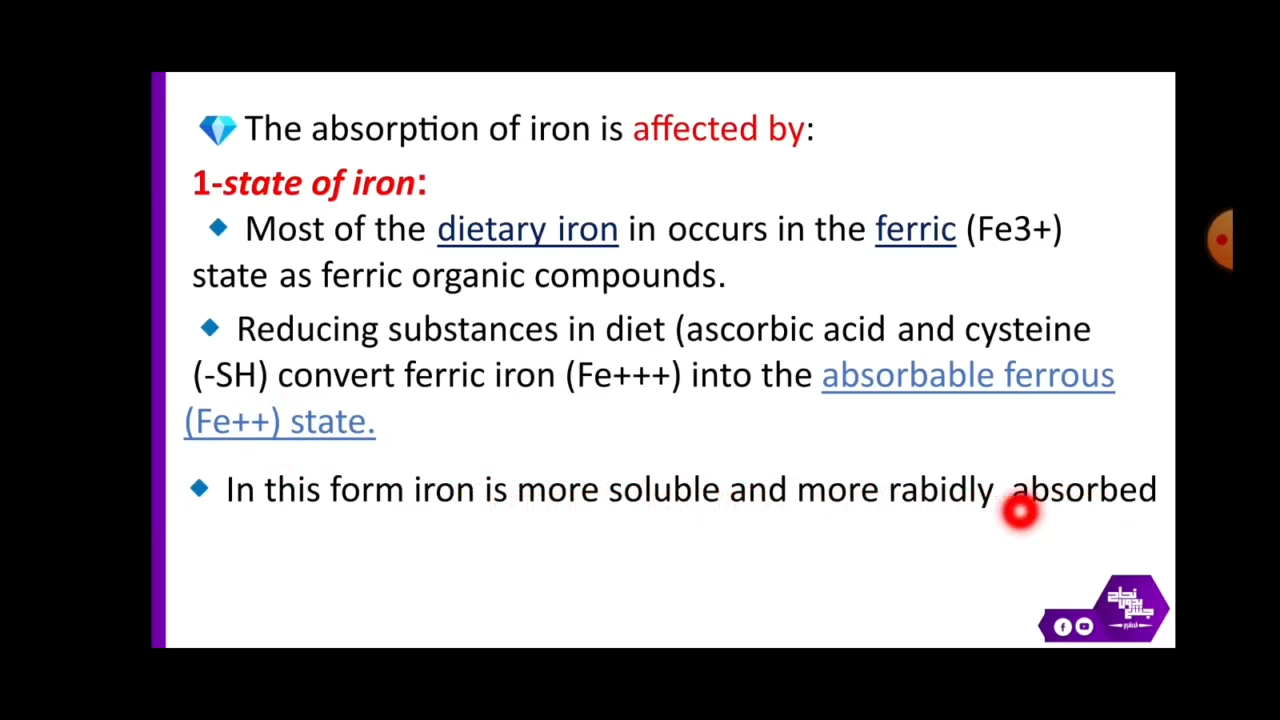 The absorption of iron is affected by:
1-state of iron:
Most of the dietary iron in occurs in the ferric (Fe3+)
state as ferric organic compounds.
Reducing substances in diet (ascorbic acid and cysteine
(-SH) convert ferric iron (Fe+++) into the absorbable ferrous
(Fe++) state.
In this form iron is more soluble and more rabidly absorbed